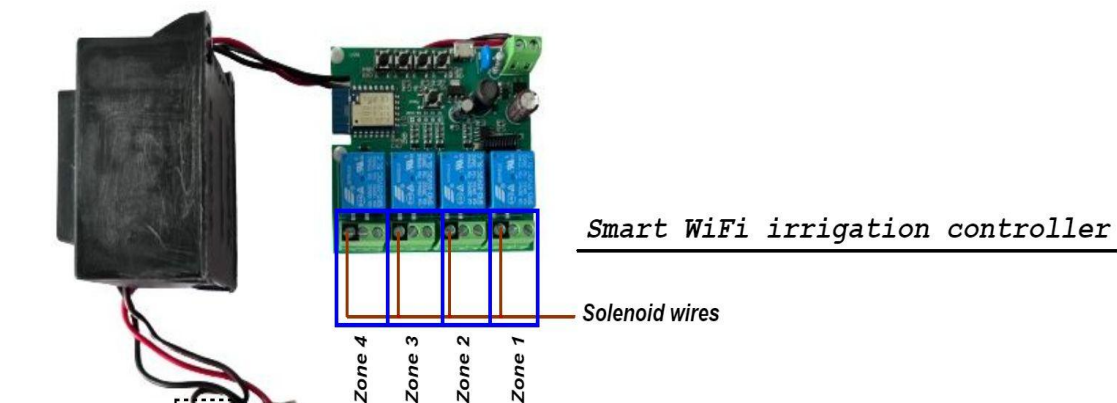 Smart WiFi irrigation controller
Solenoid wires
Zone 4
Zone 3
Zone 2
Zone 1